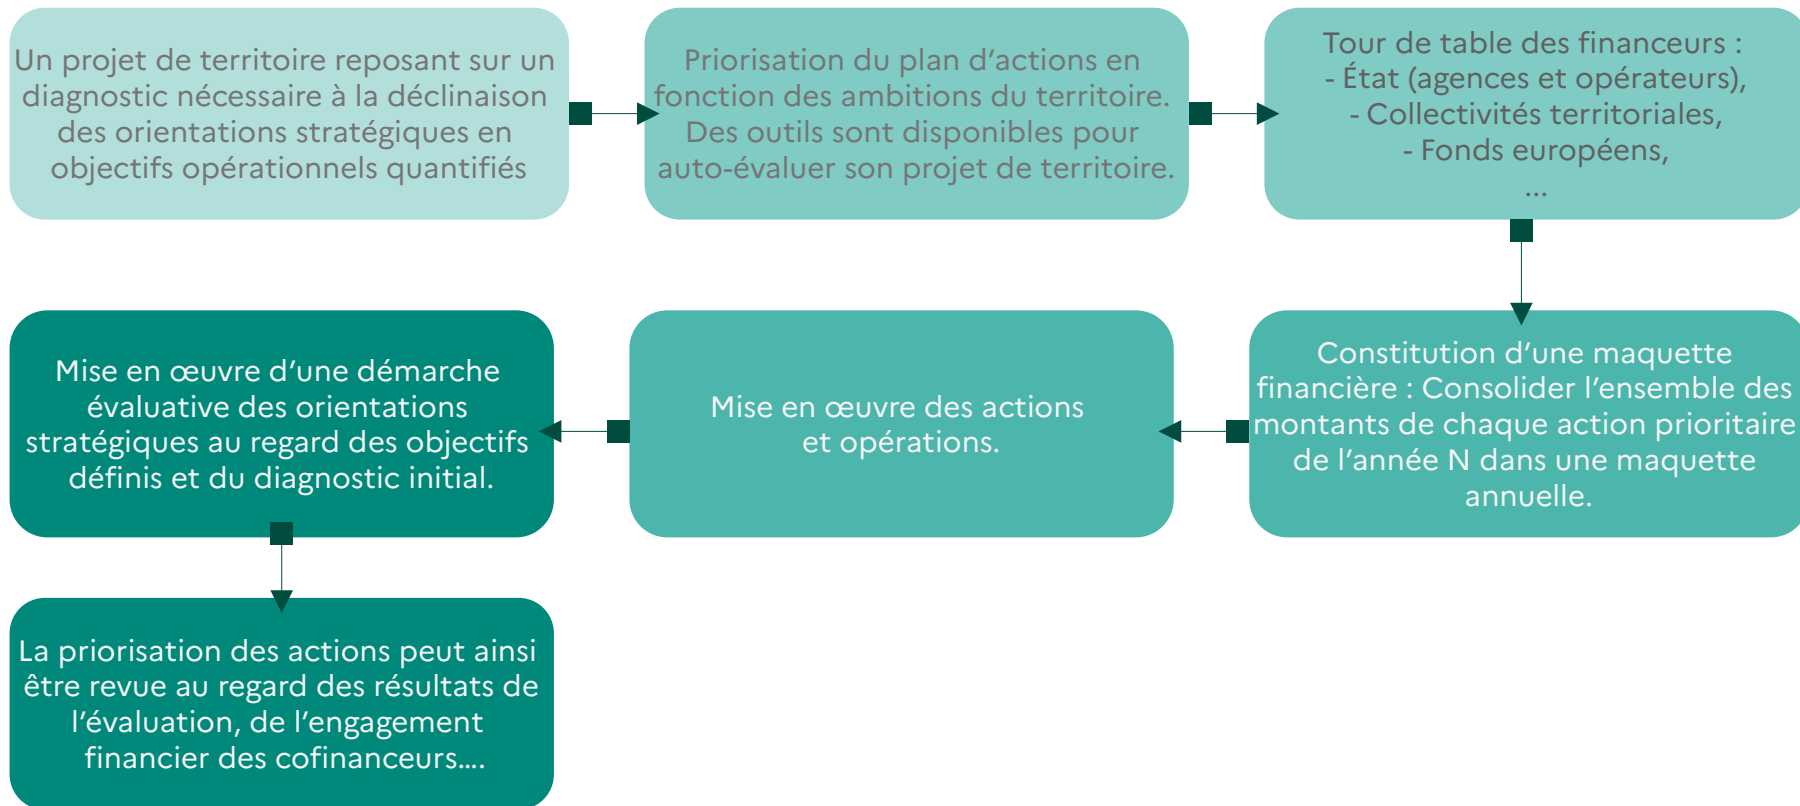 Un projet de territoire reposant sur un
diagnostic nécessaire à la déclinaison
des orientations stratégiques en
objectifs opérationnels quantifiés
Priorisation du plan d’actions en
fonction des ambitions du territoire.
Des outils sont disponibles pour
auto-évaluer son projet de territoire.
Tour de table des financeurs :
- État (agences et opérateurs),
- Collectivités territoriales,
- Fonds européens,
...
Constitution d’une maquette
financière : Consolider l’ensemble des
montants de chaque action prioritaire
de l’année N dans une maquette
annuelle.
Mise en œuvre des actions
et opérations.
Mise en œuvre d’une démarche
évaluative des orientations
stratégiques au regard des objectifs
définis et du diagnostic initial.
La priorisation des actions peut ainsi
être revue au regard des résultats de
l’évaluation, de l’engagement
financier des cofinanceurs….